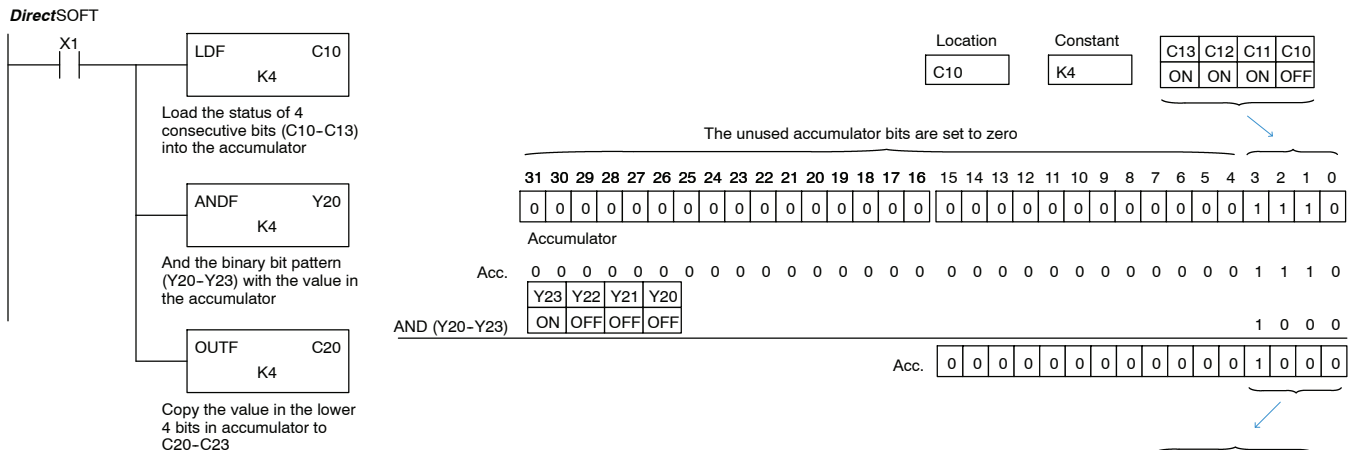 DirectSOFT
X1
LDF C10
K4
Load the status of 4
consecutive bits (C10-C13)
into the accumulator
ANDF Y20
K4
And the binary bit pattern
(Y20-Y23) with the value in
the accumulator
OUTF C20
K4
Copy the value in the lower
4 bits in accumulator to
C20-C23
Location Constant
C10 K4
C13 C12 C11 C10
ON ON ON OFF
The unused accumulator bits are set to zero
31 30 29 28 27 26 25 24 23 22 21 20 19 18 17 16 15 14 13 12 11 10 9 8 7 6 5 4 3 2 1 0
0 0 0 0 0 0 0 0 0 0 0 0 0 0 0 0 0 0 0 0 0 0 0 0 0 0 0 0 1 1 1 0
Accumulator
Acc. 0 0 0 0 0 0 0 0 0 0 0 0 0 0 0 0 0 0 0 0 0 0 0 0 0 0 0 0 1 1 1 0
Y23 Y22 Y21 Y20
ON OFF OFF OFF
AND (Y20-Y23) 1 0 0 0
Acc. 0 0 0 0 0 0 0 0 0 0 0 0 1 0 0 0